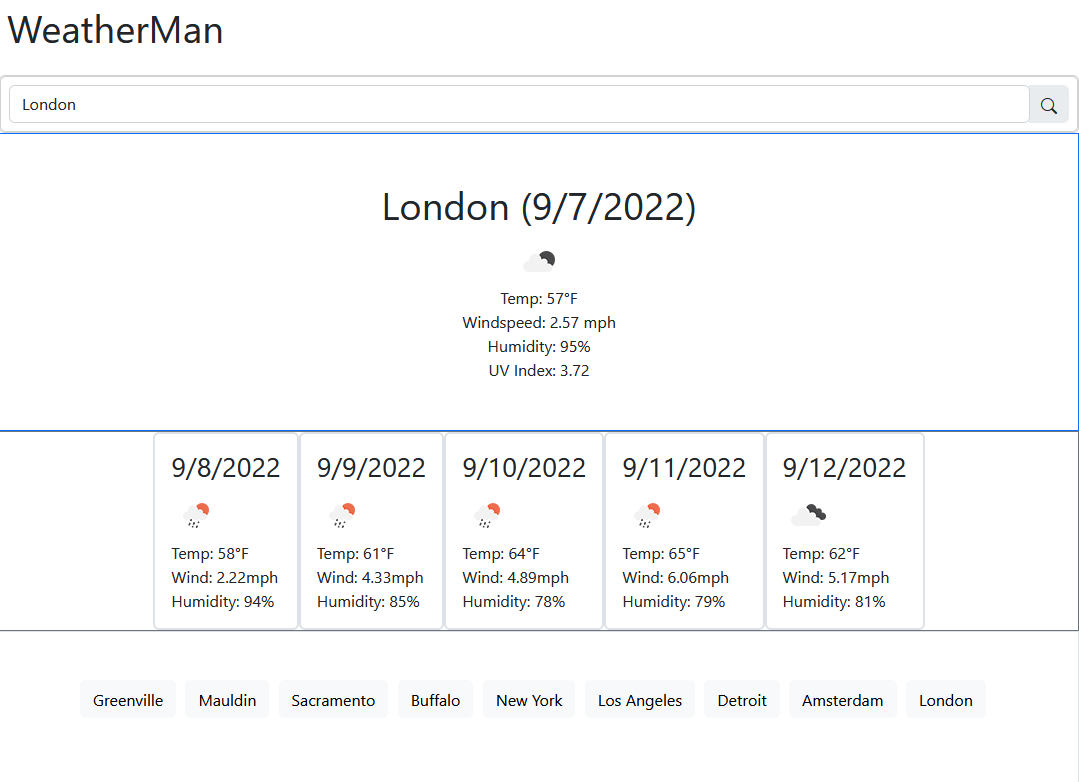 WeatherMan
London
London (9/7/2022)
Temp: 57°F
Windspeed: 2.57 mph
Humidity: 95%
UV Index: 3.72
9/8/2022
Temp: 58°F
Wind: 2.22mph
Humidity: 94%
9/9/2022
Temp: 61°F
Wind: 4.33mph
Humidity: 85%
9/10/2022
Temp: 64°F
Wind: 4.89mph
Humidity: 78%
9/11/2022
Temp: 65°F
Wind: 6.06mph
Humidity: 79%
9/12/2022
Temp: 62°F
Wind: 5.17mph
Humidity: 81%
Greenville Mauldin Sacramento Buffalo New York Los Angeles Detroit Amsterdam London